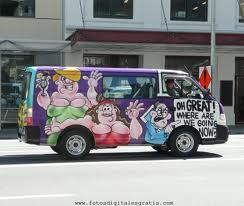 OH GREAT!
WHERE ARE
WE GOING
NOW?
www.fotosdigitalesgratis.com